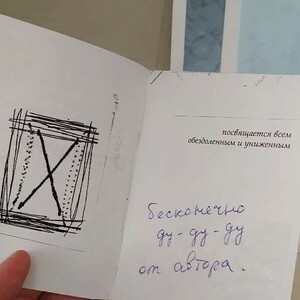 посвящается всем
обездоленным и униженным
бесконечно
ду-ду-ду
от автора.